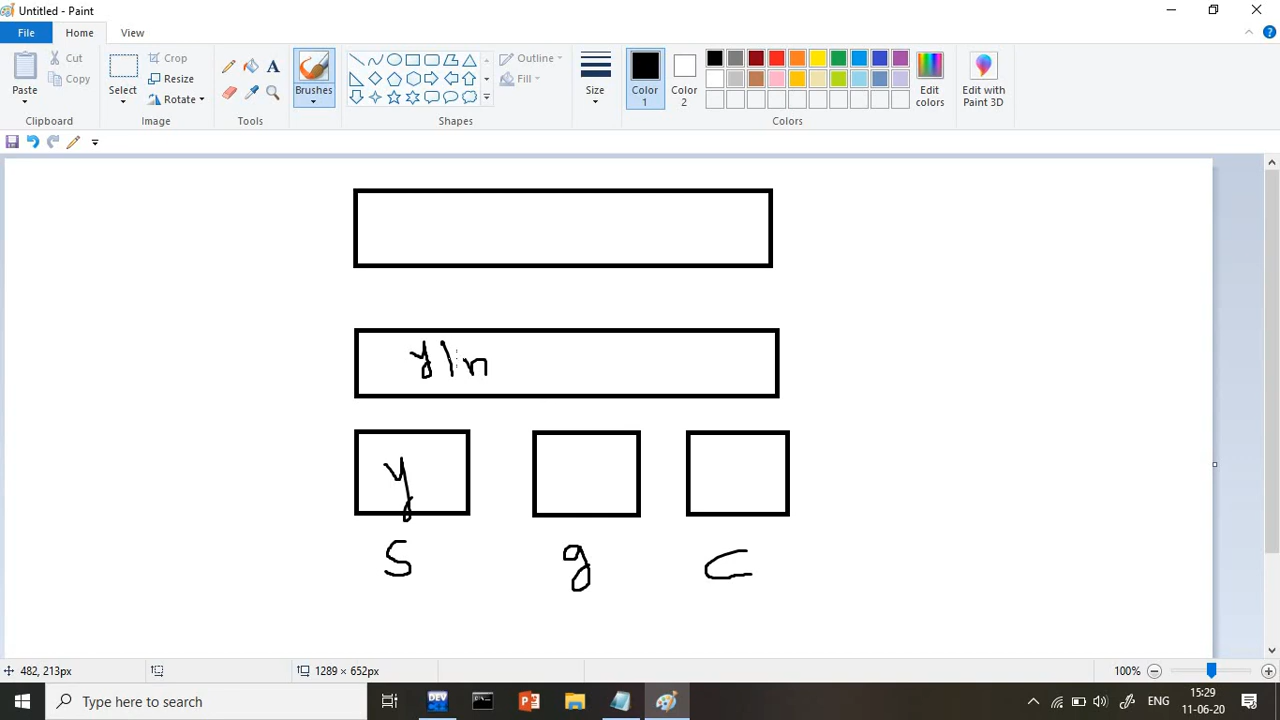 Untitled - Paint
File Home View
Paste Cut Copy
Clipboard
Select Crop Resize Rotate
Image
A
Tools
Brushes
Outline Fill
Shapes
Size
Color 1 Color 2
Edit colors
Colors
Edit with Paint 3D
y\n
y
s g c
482, 213px 1289 × 652px 100%
Type here to search DEV P ENG 15:29 11-06-20